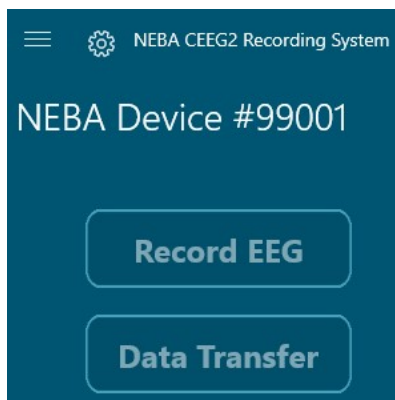 NEBA CEEG2 Recording System
NEBA Device #99001
Record EEG
Data Transfer